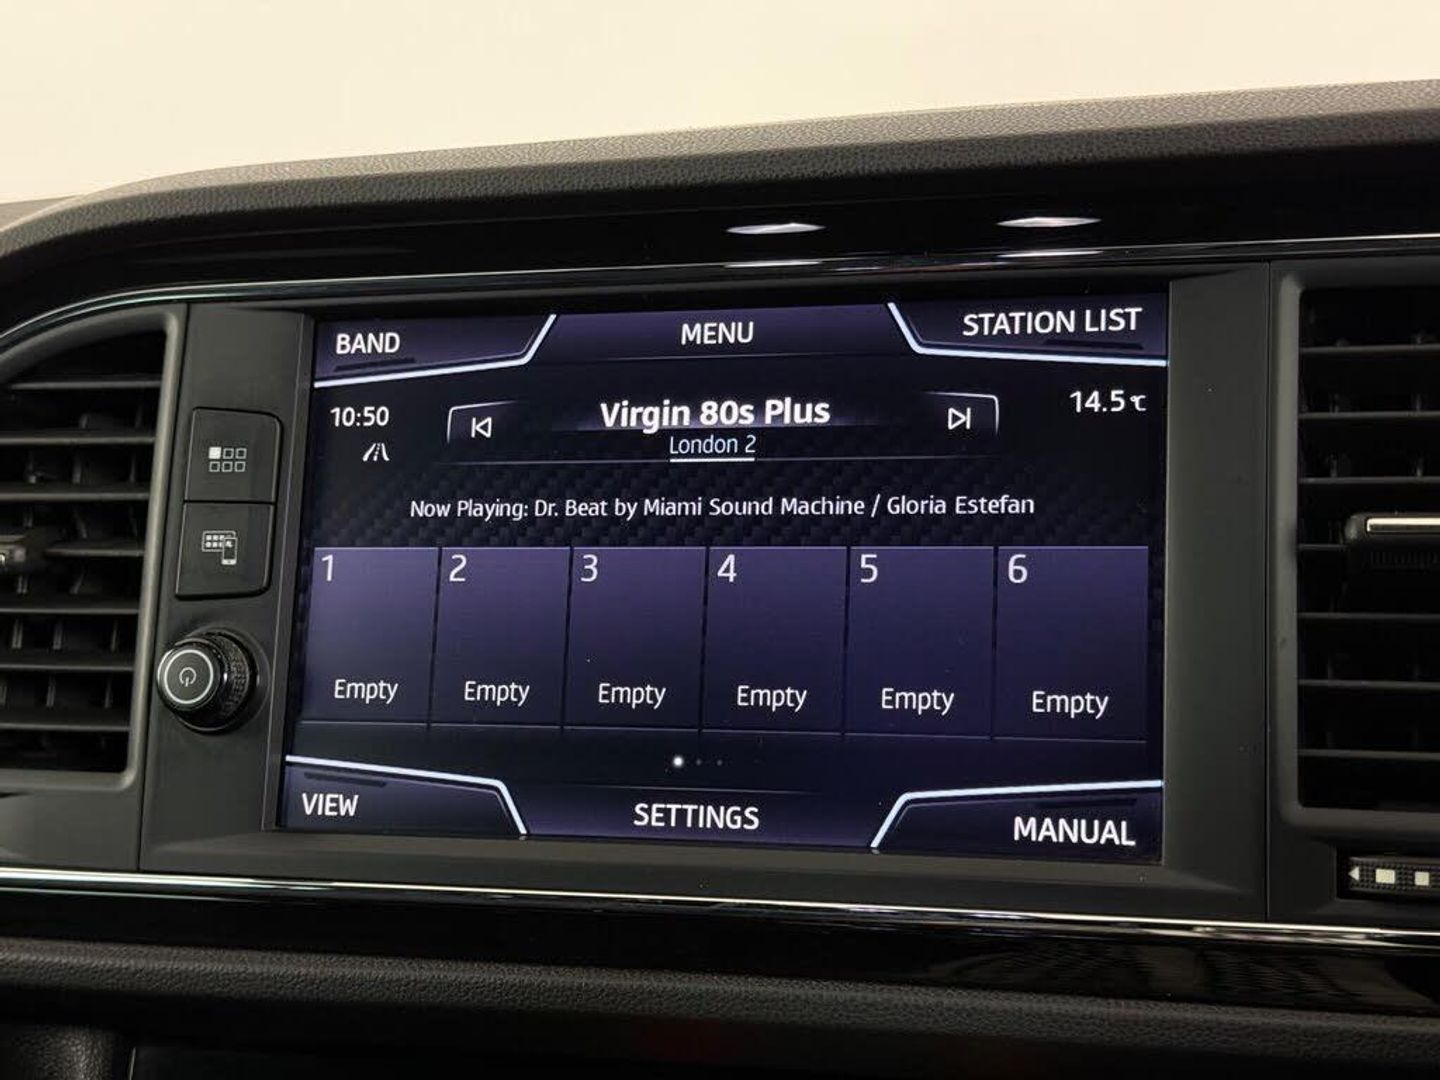 BAND MENU STATION LIST
10:50 Virgin 80s Plus 14.5℃
London 2
Now Playing: Dr. Beat by Miami Sound Machine / Gloria Estefan
1 2 3 4 5 6
Empty Empty Empty Empty Empty Empty
VIEW SETTINGS MANUAL